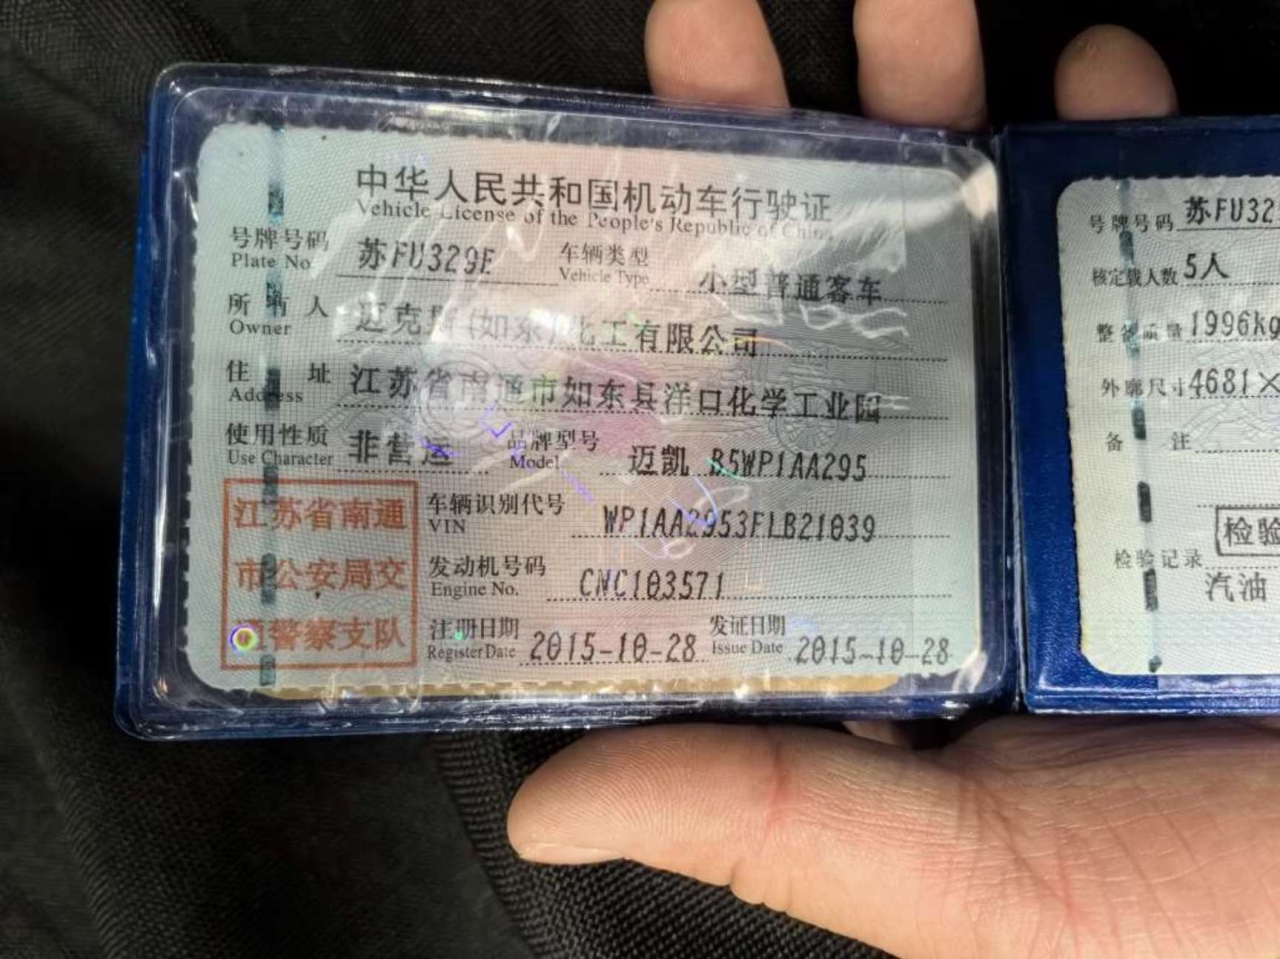 中华人民共和国机动车行驶证
Vehicle License of the People's Republic of China
号牌号码 苏FU329E 车辆类型 小型普通客车
Plate No. Vehicle Type
所有人 迈克斯(如东)化工有限公司
Owner
住址 江苏省南通市如东县洋口化学工业园
Address
使用性质 非营运 品牌型号 迈凯 B5WP1AA295
Use Character Model
车辆识别代号 WP1AA2953FLB21039
VIN
发动机号码 CNC103571
Engine No.
注册日期 2015-10-28 发证日期 2015-10-28
Register Date Issue Date
江苏省南通
市公安局交
通警察支队
号牌号码 苏FU32
核定载人数 5人
整备质量 1996kg
外廓尺寸 4681×
备注
检验
检验记录
汽油